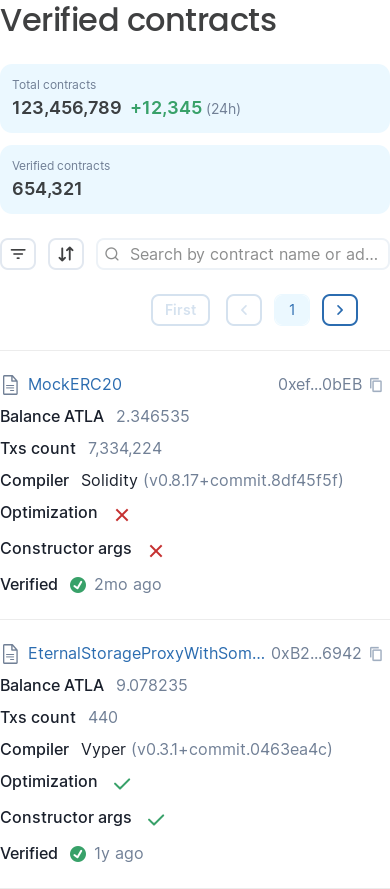 Verified contracts
Total contracts
123,456,789 +12,345 (24h)
Verified contracts
654,321
Search by contract name or ad...
First 1
MockERC20 0xef...0bEB
Balance ATLA 2.346535
Txs count 7,334,224
Compiler Solidity (v0.8.17+commit.8df45f5f)
Optimization
Constructor args
Verified 2mo ago
EternalStorageProxyWithSom... 0xB2...6942
Balance ATLA 9.078235
Txs count 440
Compiler Vyper (v0.3.1+commit.0463ea4c)
Optimization
Constructor args
Verified 1y ago